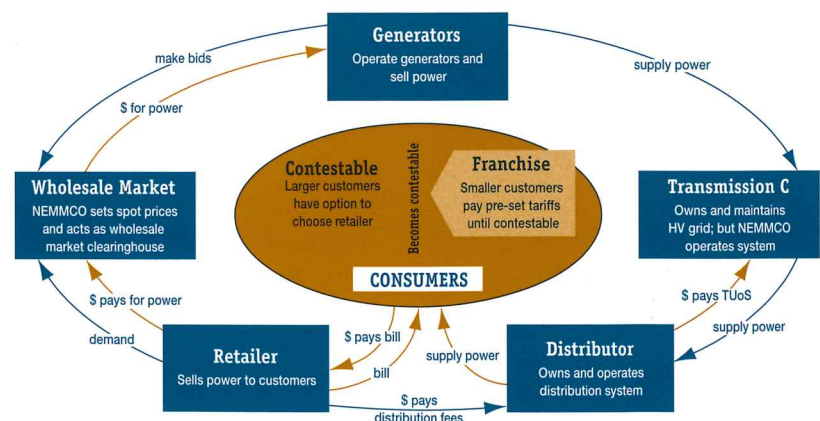 Generators
Operate generators and
sell power
make bids
supply power
$ for power
Contestable
Larger customers
have option to
choose retailer
Becomes contestable
Franchise
Smaller customers
pay pre-set tariffs
until contestable
Wholesale Market
NEMMCO sets spot prices
and acts as wholesale
market clearinghouse
Transmission C
Owns and maintains
HV grid; but NEMMCO
operates system
CONSUMERS
$ pays for power
$ pays TUoS
demand
$ pays bill
supply power
supply power
bill
Retailer
Sells power to customers
Distributor
Owns and operates
distribution system
$ pays
distribution fees